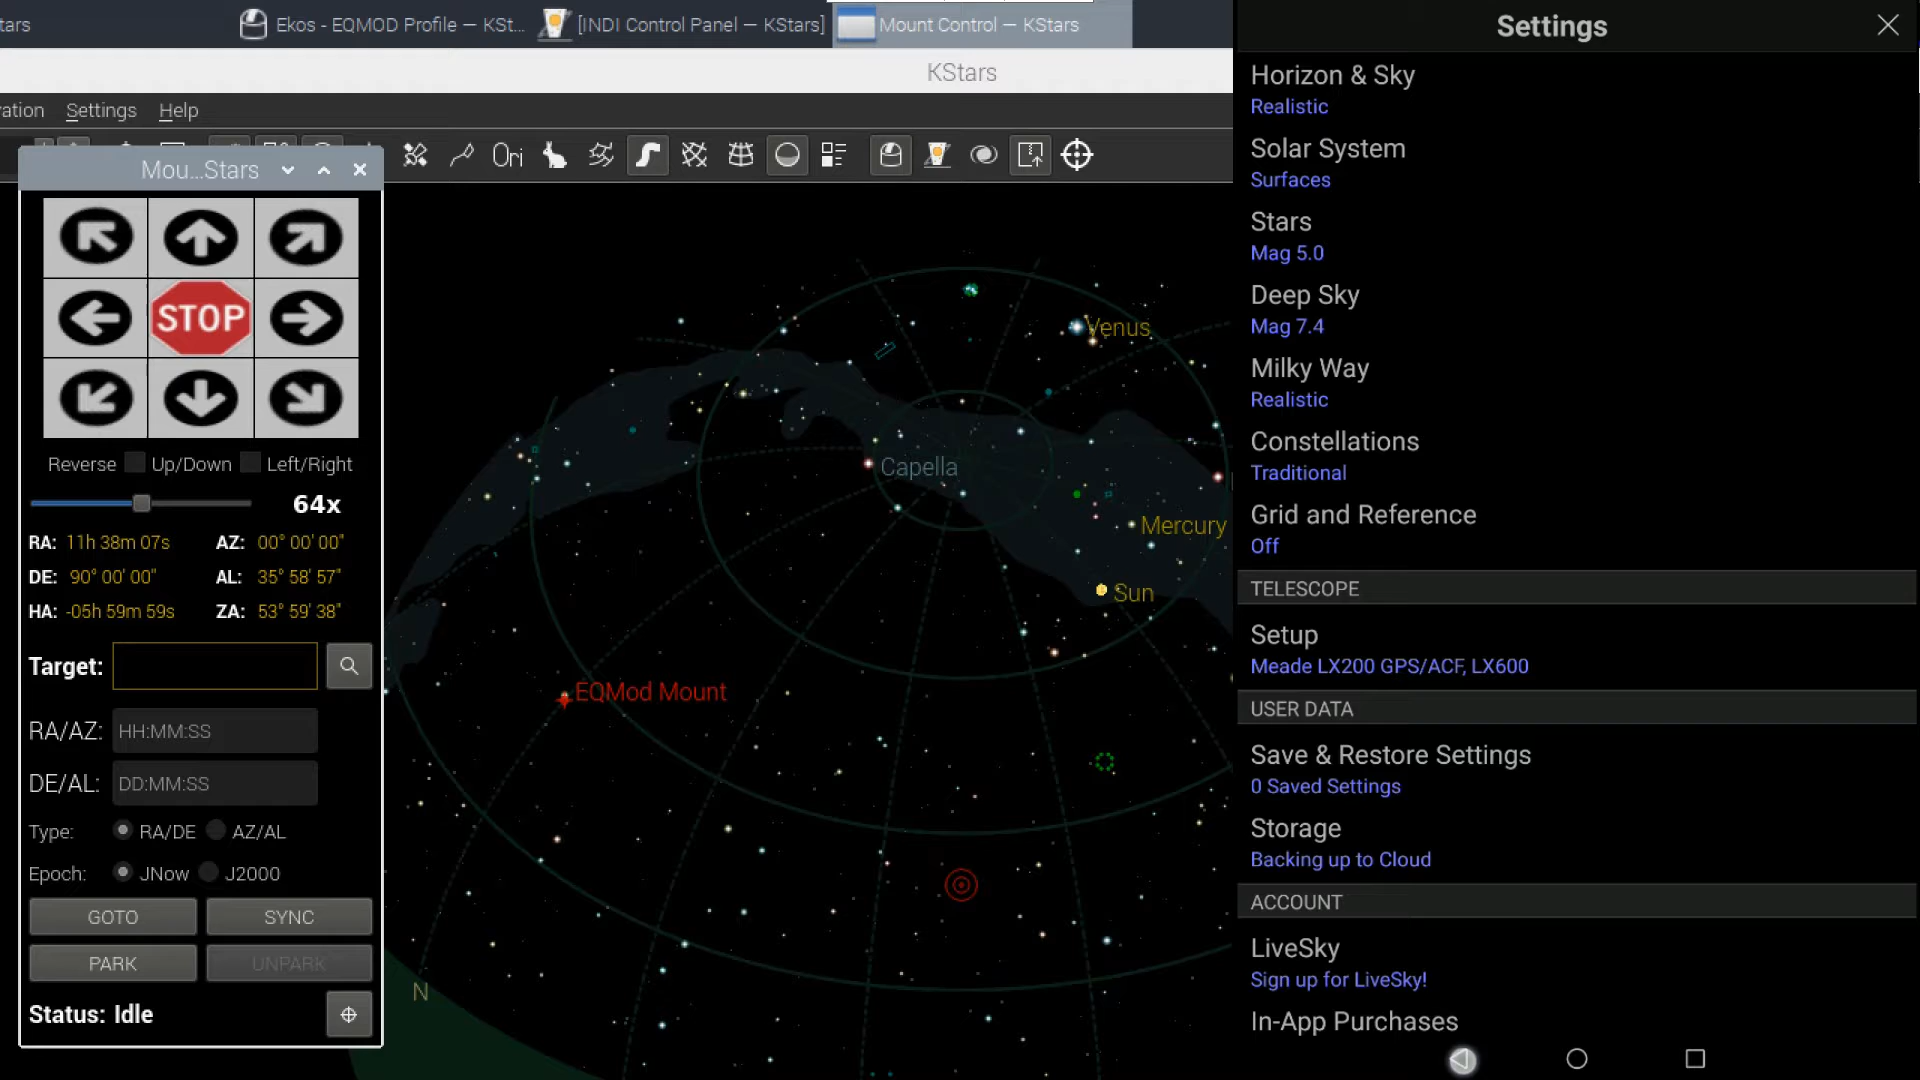 tars
Ekos - EQMOD Profile — KSt...
[INDI Control Panel — KStars]
Mount Control — KStars
KStars
ration Settings Help
Ori
Mou...Stars
STOP
Reverse Up/Down Left/Right
64x
RA: 11h 38m 07s AZ: 00° 00' 00"
DE: 90° 00' 00" AL: 35° 58' 57"
HA: -05h 59m 59s ZA: 53° 59' 38"
Target:
RA/AZ: HH:MM:SS
DE/AL: DD:MM:SS
Type: RA/DE AZ/AL
Epoch: JNow J2000
GOTO SYNC
PARK UNPARK
Status: Idle
Venus
Capella
Mercury
Sun
EQMod Mount
N
Settings
Horizon & Sky
Realistic
Solar System
Surfaces
Stars
Mag 5.0
Deep Sky
Mag 7.4
Milky Way
Realistic
Constellations
Traditional
Grid and Reference
Off
TELESCOPE
Setup
Meade LX200 GPS/ACF, LX600
USER DATA
Save & Restore Settings
0 Saved Settings
Storage
Backing up to Cloud
ACCOUNT
LiveSky
Sign up for LiveSky!
In-App Purchases